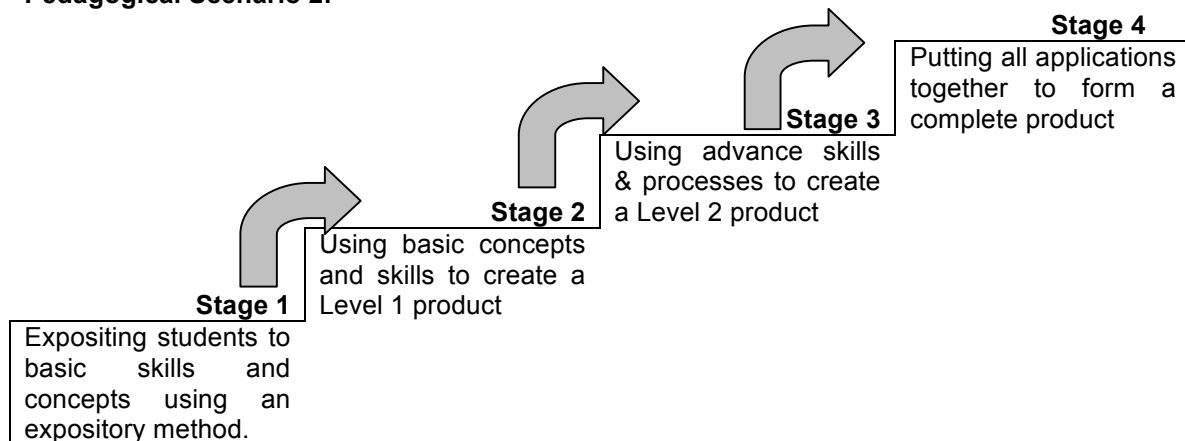 Pedagogical Scenario 2:
Stage 1
Expositing students to
basic skills and
concepts using an
expository method.
Stage 2
Using basic concepts
and skills to create a
Level 1 product
Stage 3
Using advance skills
& processes to create
a Level 2 product
Stage 4
Putting all applications
together to form a
complete product